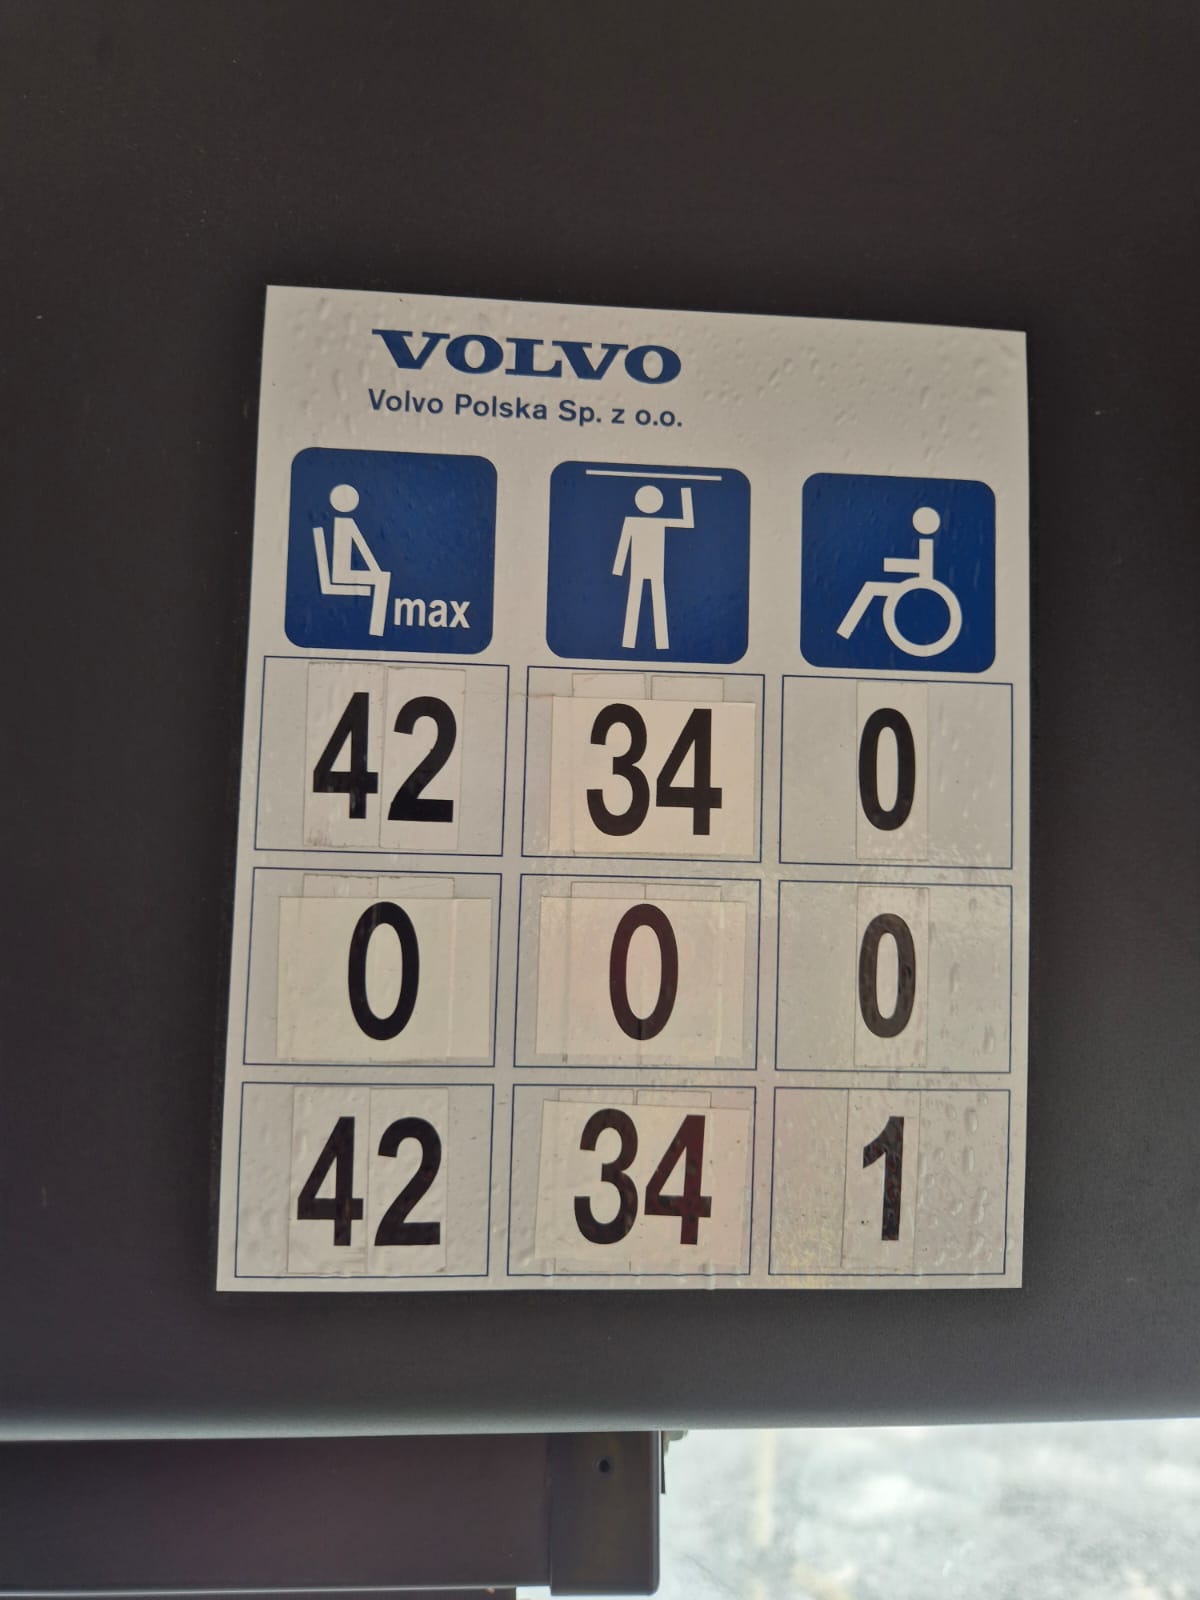 VOLVO
Volvo Polska Sp. z o.o.
max
42 34 0
0 0 0
42 34 1